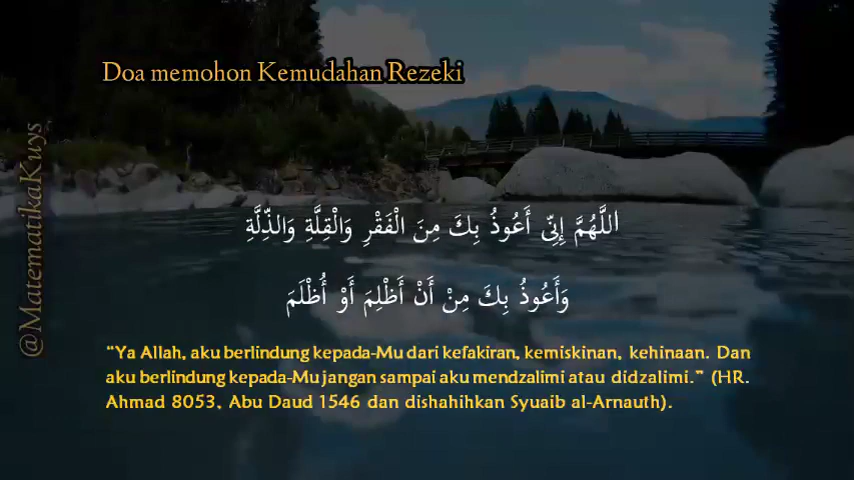 Doa memohon Kemudahan Rezeki
@MatematikaKuys
اللَّهُمَّ إِنِّى أَعُوذُ بِكَ مِنَ الْفَقْرِ وَالْقِلَّةِ وَالذِّلَّةِ
وَأَعُوذُ بِكَ مِنْ أَنْ أَظْلِمَ أَوْ أُظْلَمَ
“Ya Allah, aku berlindung kepada-Mu dari kefakiran, kemiskinan, kehinaan. Dan
aku berlindung kepada-Mu jangan sampai aku mendzalimi atau didzalimi.” (HR.
Ahmad 8053, Abu Daud 1546 dan dishahihkan Syuaib al-Arnauth).